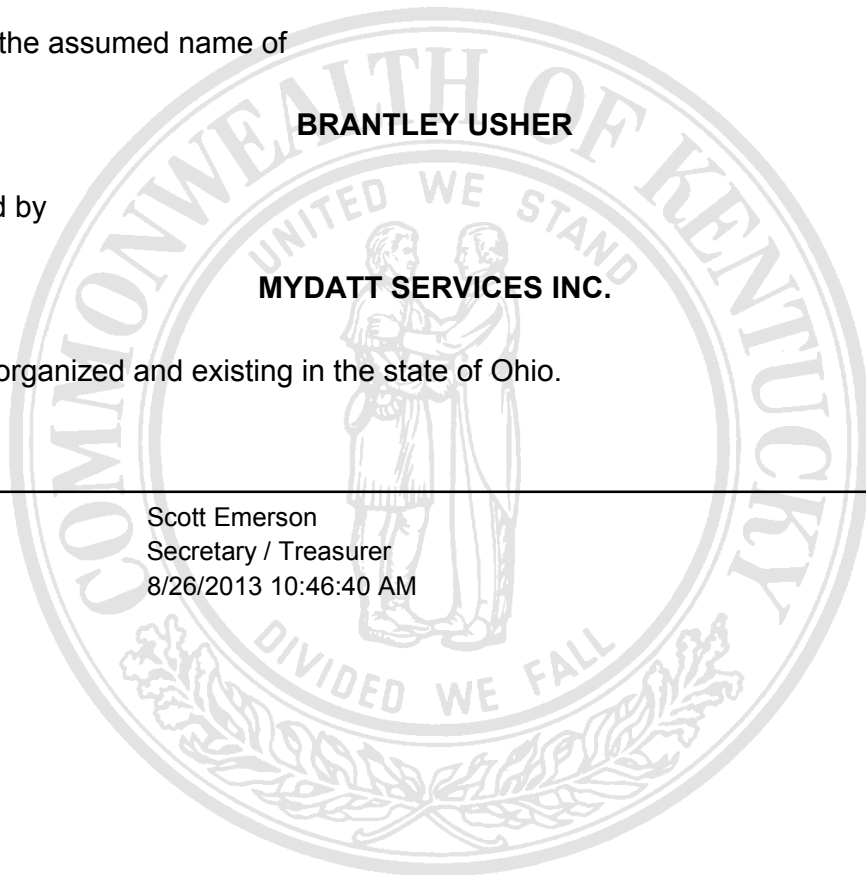 the assumed name of
BRANTLEY USHER
d by
MYDATT SERVICES INC.
organized and existing in the state of Ohio.
Scott Emerson
Secretary / Treasurer
8/26/2013 10:46:40 AM
COMMONWEALTH OF KENTUCKY
UNITED WE STAND
DIVIDED WE FALL